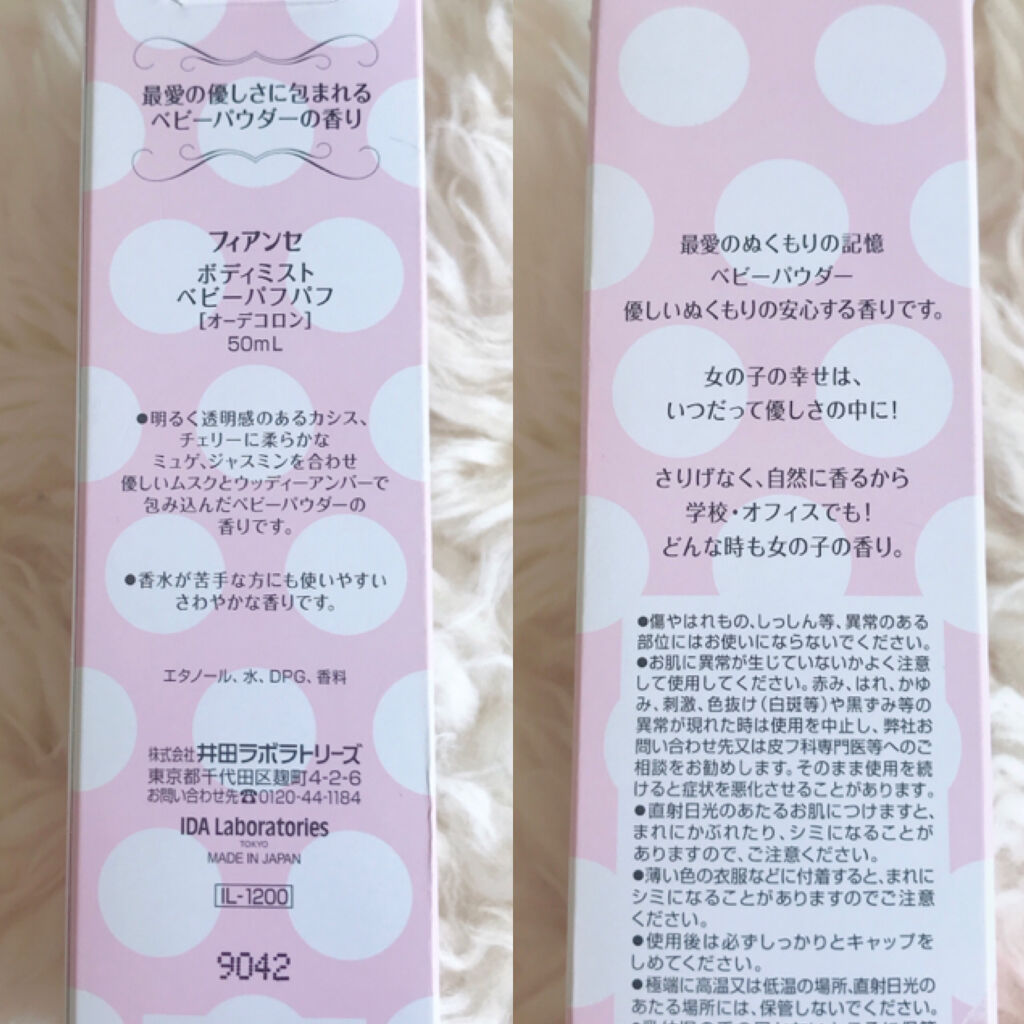 最愛の優しさに包まれる
ベビーパウダーの香り
フィアンセ
ボディミスト
ベビーパフパフ
[オーデコロン]
50mL
●明るく透明感のあるカシス、
チェリーに柔らかな
ミュゲ、ジャスミンを合わせ
優しいムスクとウッディーアンバーで
包み込んだベビーパウダーの
香りです。
●香水が苦手な方にも使いやすい
さわやかな香りです。
エタノール、水、DPG、香料
株式会社 井田ラボラトリーズ
東京都千代田区麹町4-2-6
お問い合わせ先☎0120-44-1184
IDA Laboratories
TOKYO
MADE IN JAPAN
IL-1200
9042
最愛のぬくもりの記憶
ベビーパウダー
優しいぬくもりの安心する香りです。
女の子の幸せは、
いつだって優しさの中に!
さりげなく、自然に香るから
学校・オフィスでも!
どんな時も女の子の香り。
●傷やはれもの、しっしん等、異常のある
部位にはお使いにならないでください。
●お肌に異常が生じていないかよく注意
して使用してください。赤み、はれ、かゆ
み、刺激、色抜け(白斑等)や黒ずみ等の
異常が現れた時は使用を中止し、弊社お
問い合わせ先又は皮フ科専門医等へのご
相談をお勧めします。そのまま使用を続
けると症状を悪化させることがあります。
●直射日光のあたるお肌につけますと、
まれにかぶれたり、シミになることが
ありますので、ご注意ください。
●薄い色の衣服などに付着すると、まれに
シミになることがありますのでご注意
ください。
●使用後は必ずしっかりとキャップを
しめてください。
●極端に高温又は低温の場所、直射日光の
あたる場所には、保管しないでください。